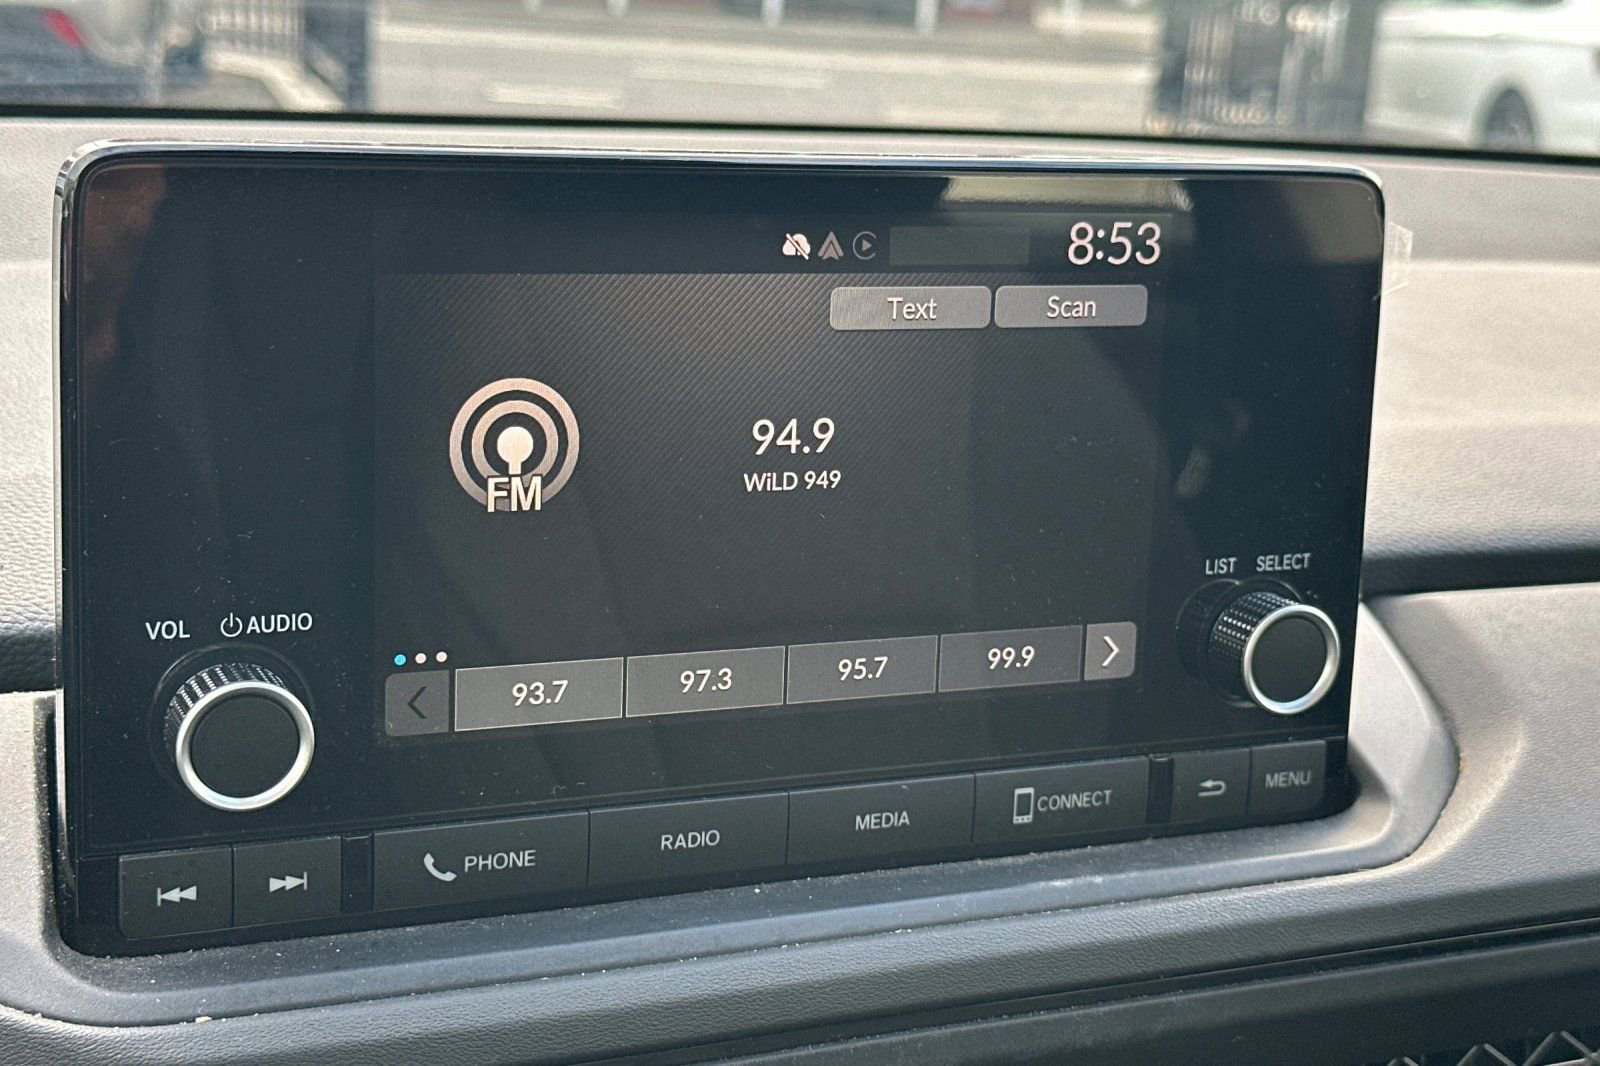 8:53
Text Scan
FM
94.9
WiLD 949
LIST SELECT
VOL AUDIO
93.7 97.3 95.7 99.9
PHONE RADIO MEDIA CONNECT MENU